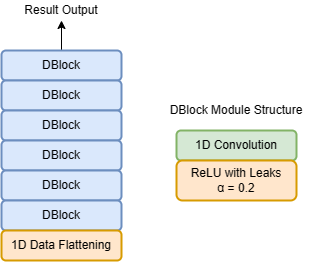 Result Output
DBlock
DBlock
DBlock
DBlock
DBlock
DBlock
1D Data Flattening
DBlock Module Structure
1D Convolution
ReLU with Leaks
α = 0.2